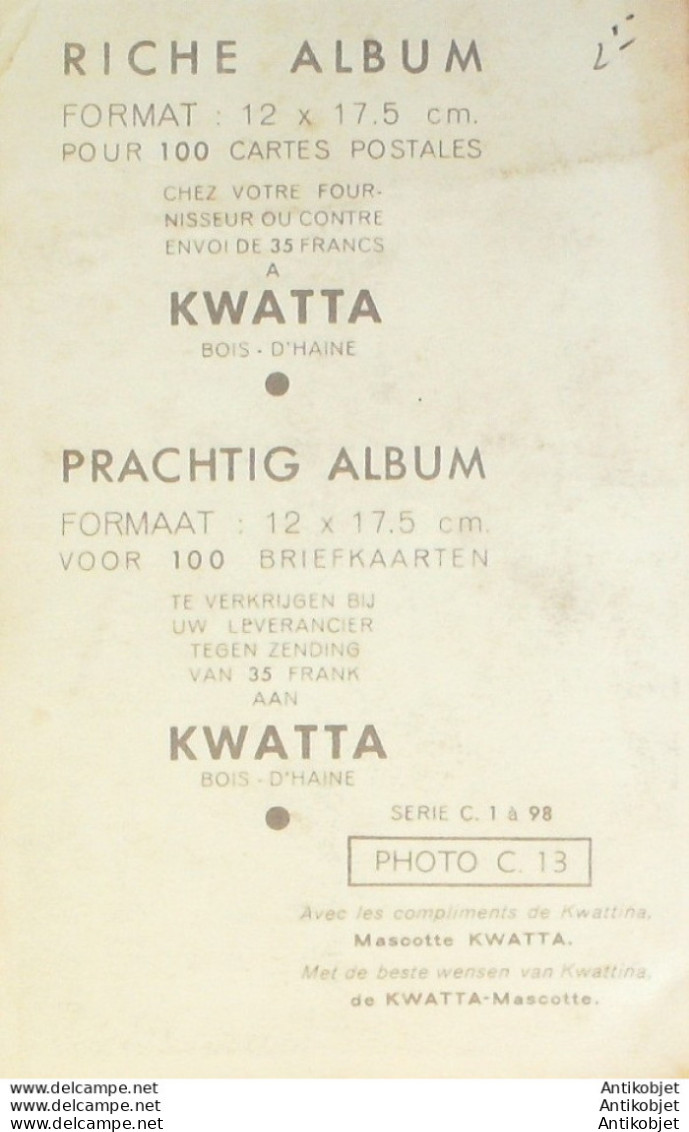 RICHE ALBUM
FORMAT : 12 x 17.5 cm.
POUR 100 CARTES POSTALES
CHEZ VOTRE FOUR-
NISSEUR OU CONTRE
ENVOI DE 35 FRANCS
A
KWATTA
BOIS - D'HAINE
PRACHTIG ALBUM
FORMAAT : 12 x 17.5 cm.
VOOR 100 BRIEFKAARTEN
TE VERKRIJGEN BIJ
UW LEVERANCIER
TEGEN ZENDING
VAN 35 FRANK
AAN
KWATTA
BOIS - D'HAINE
SERIE C. 1 à 98
PHOTO C. 13
Avec les compliments de Kwattina,
Mascotte KWATTA.
Met de beste wensen van Kwattina,
de KWATTA-Mascotte.
www.delcampe.net Antikobjet
www.delcampe.net Antikobjet
www.delcampe.net Antikobjet